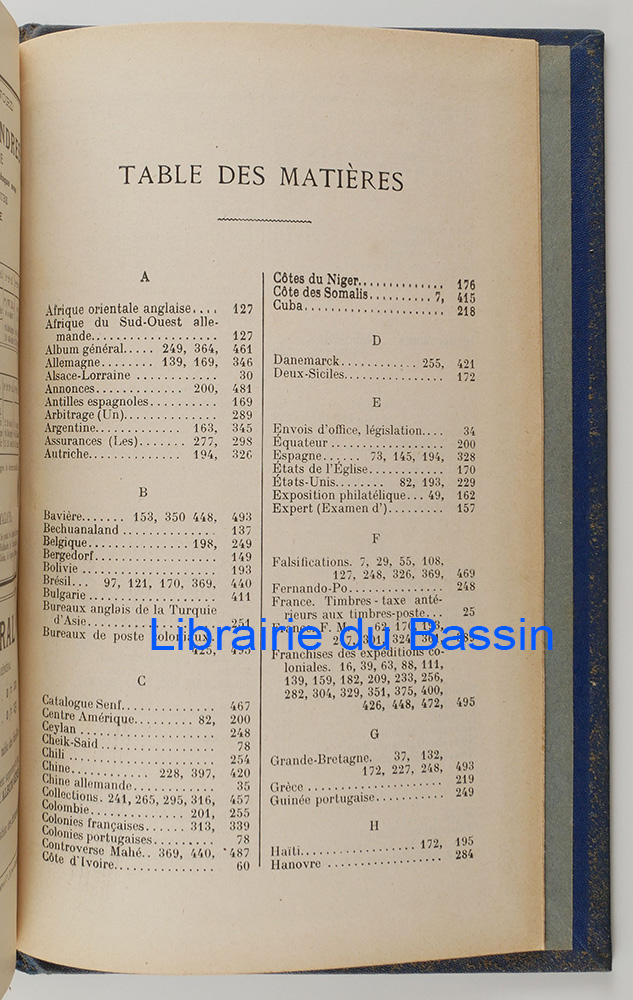 TABLE DES MATIÈRES
A
Afrique orientale anglaise.... 127
Afrique du Sud-Ouest alle-
mande.................. 127
Album général..... 249, 364, 461
Allemagne........ 139, 169, 346
Alsace-Lorraine ............ 30
Annonces.............. 200, 481
Antilles espagnoles.......... 169
Arbitrage (Un).............. 289
Argentine.............. 163, 345
Assurances (Les)....... 277, 298
Autriche.............. 194, 326
B
Bavière....... 153, 350 448, 493
Bechuanaland .............. 137
Belgique............... 198, 249
Bergedorf.................. 149
Bolivie .................... 193
Brésil... 97, 121, 170, 369, 440
Bulgarie ................... 411
Bureaux anglais de la Turquie
d'Asie.................... 251
Bureaux de poste coloniaux
C
Catalogue Senf.............. 467
Centre Amérique......... 82, 200
Ceylan .................... 248
Cheik-Said ................. 78
Chili ...................... 254
Chine............ 228, 397, 420
Chine allemande ............ 35
Collections. 241, 265, 295, 316, 457
Colombie............... 201, 255
Colonies françaises...... 313, 339
Colonies portugaises......... 78
Controverse Mahé.. 369, 440, 487
Côte d'Ivoire............... 60
Côtes du Niger.............. 176
Côte des Somalis.......... 7, 415
Cuba...................... 218
D
Danemarck............ 255, 421
Deux-Siciles................ 172
E
Envois d'office, législation.... 34
Équateur .................. 200
Espagne...... 73, 145, 194, 328
États de l'Église............ 170
États-Unis........ 82, 193, 229
Exposition philatélique... 49, 162
Expert (Examen d')......... 157
F
Falsifications. 7, 29, 55, 108,
127, 248, 326, 369, 469
Fernando-Po............... 248
France. Timbres-taxe anté-
rieurs aux timbres-poste... 25
Librairie du Bassin
Franchises des expéditions co-
loniales. 16, 39, 63, 88, 111,
139, 159, 182, 209, 233, 256,
282, 304, 329, 351, 375, 400,
426, 448, 472, 495
G
Grande-Bretagne. 37, 132,
172, 227, 248, 493
Grèce ..................... 219
Guinée portugaise........... 249
H
Haïti.................. 172, 195
Hanovre .................. 284